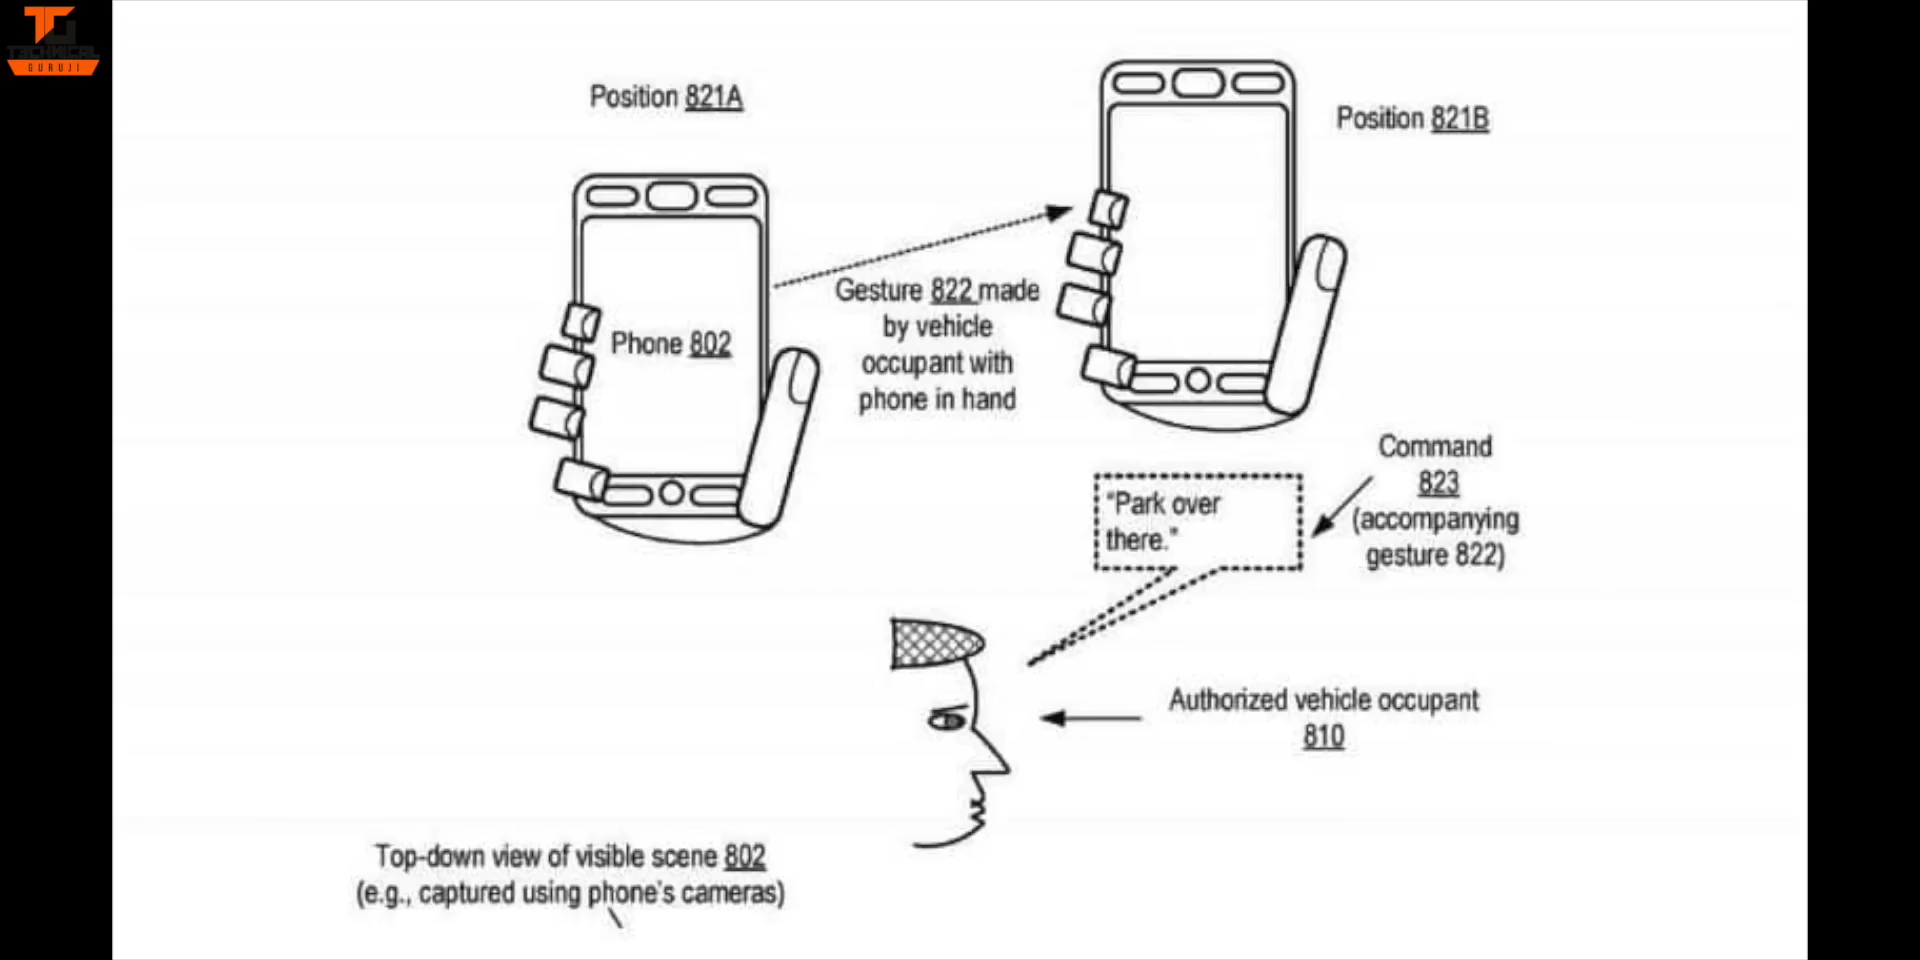 TECHNICAL
GURUJI
Position 821A
Position 821B
Phone 802
Gesture 822 made
by vehicle
occupant with
phone in hand
Command
823
(accompanying
gesture 822)
"Park over
there."
Authorized vehicle occupant
810
Top-down view of visible scene 802
(e.g., captured using phone's cameras)